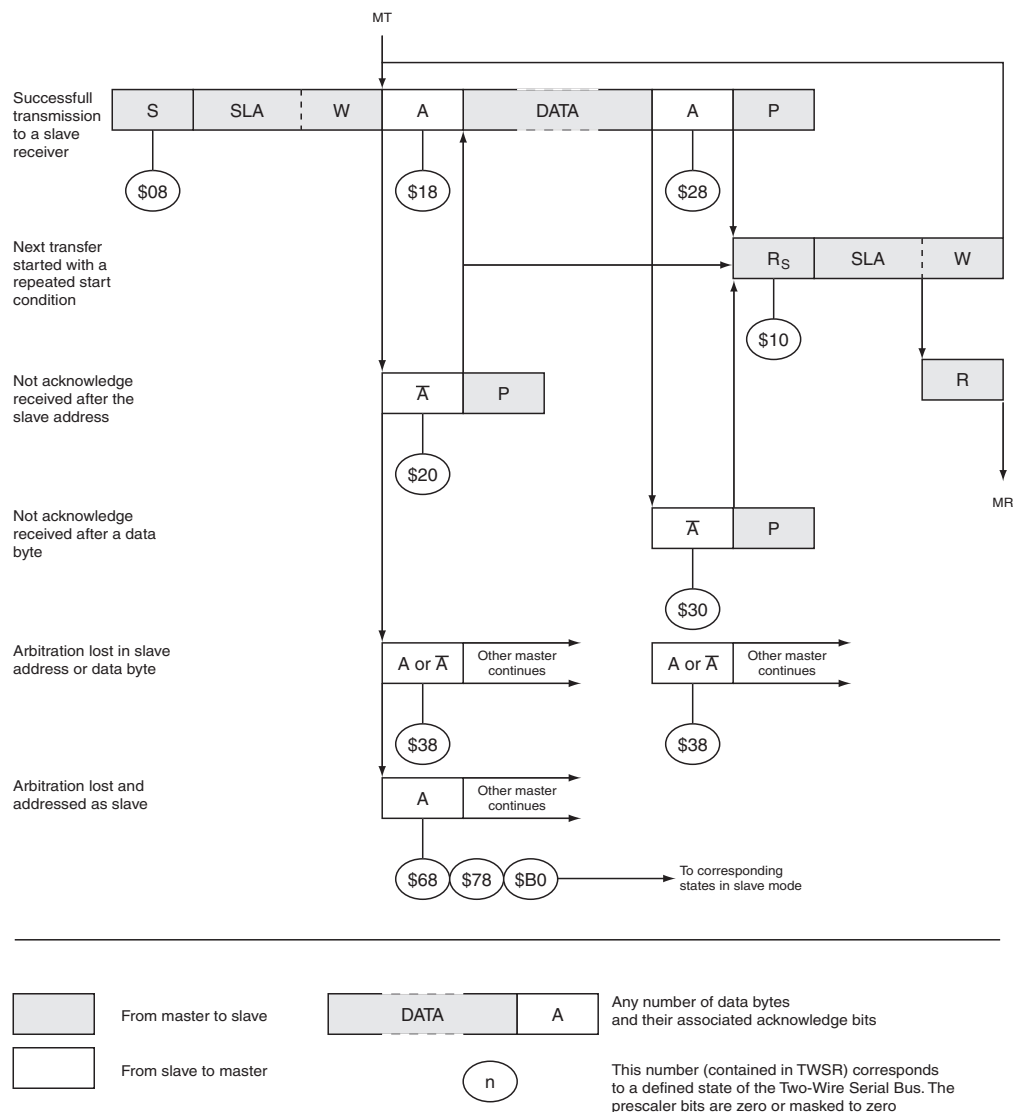 MT
Successfull
transmission
to a slave
receiver
S SLA W A DATA A P
$08 $18 $28
Next transfer
started with a
repeated start
condition
RS SLA W
$10
Not acknowledge
received after the
slave address
A̅ P
R
$20
MR
Not acknowledge
received after a data
byte
A̅ P
$30
Arbitration lost in slave
address or data byte
A or A̅
Other master
continues
A or A̅
Other master
continues
$38 $38
Arbitration lost and
addressed as slave
A
Other master
continues
$68 $78 $B0
To corresponding
states in slave mode
From master to slave
DATA A
Any number of data bytes
and their associated acknowledge bits
From slave to master
n
This number (contained in TWSR) corresponds
to a defined state of the Two-Wire Serial Bus. The
prescaler bits are zero or masked to zero